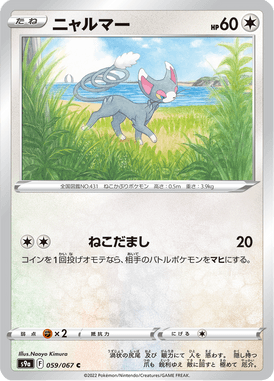 たね ニャルマー HP60
全国図鑑NO.431 ねこかぶりポケモン 高さ：0.5m 重さ：3.9kg
ねこだまし 20
コインを1回投げオモテなら、相手のバトルポケモンをマヒにする。
弱点 ×2 抵抗力 にげる
Illus.Naoyo Kimura
s9a F 059/067 C
©2022 Pokémon/Nintendo/Creatures/GAME FREAK.